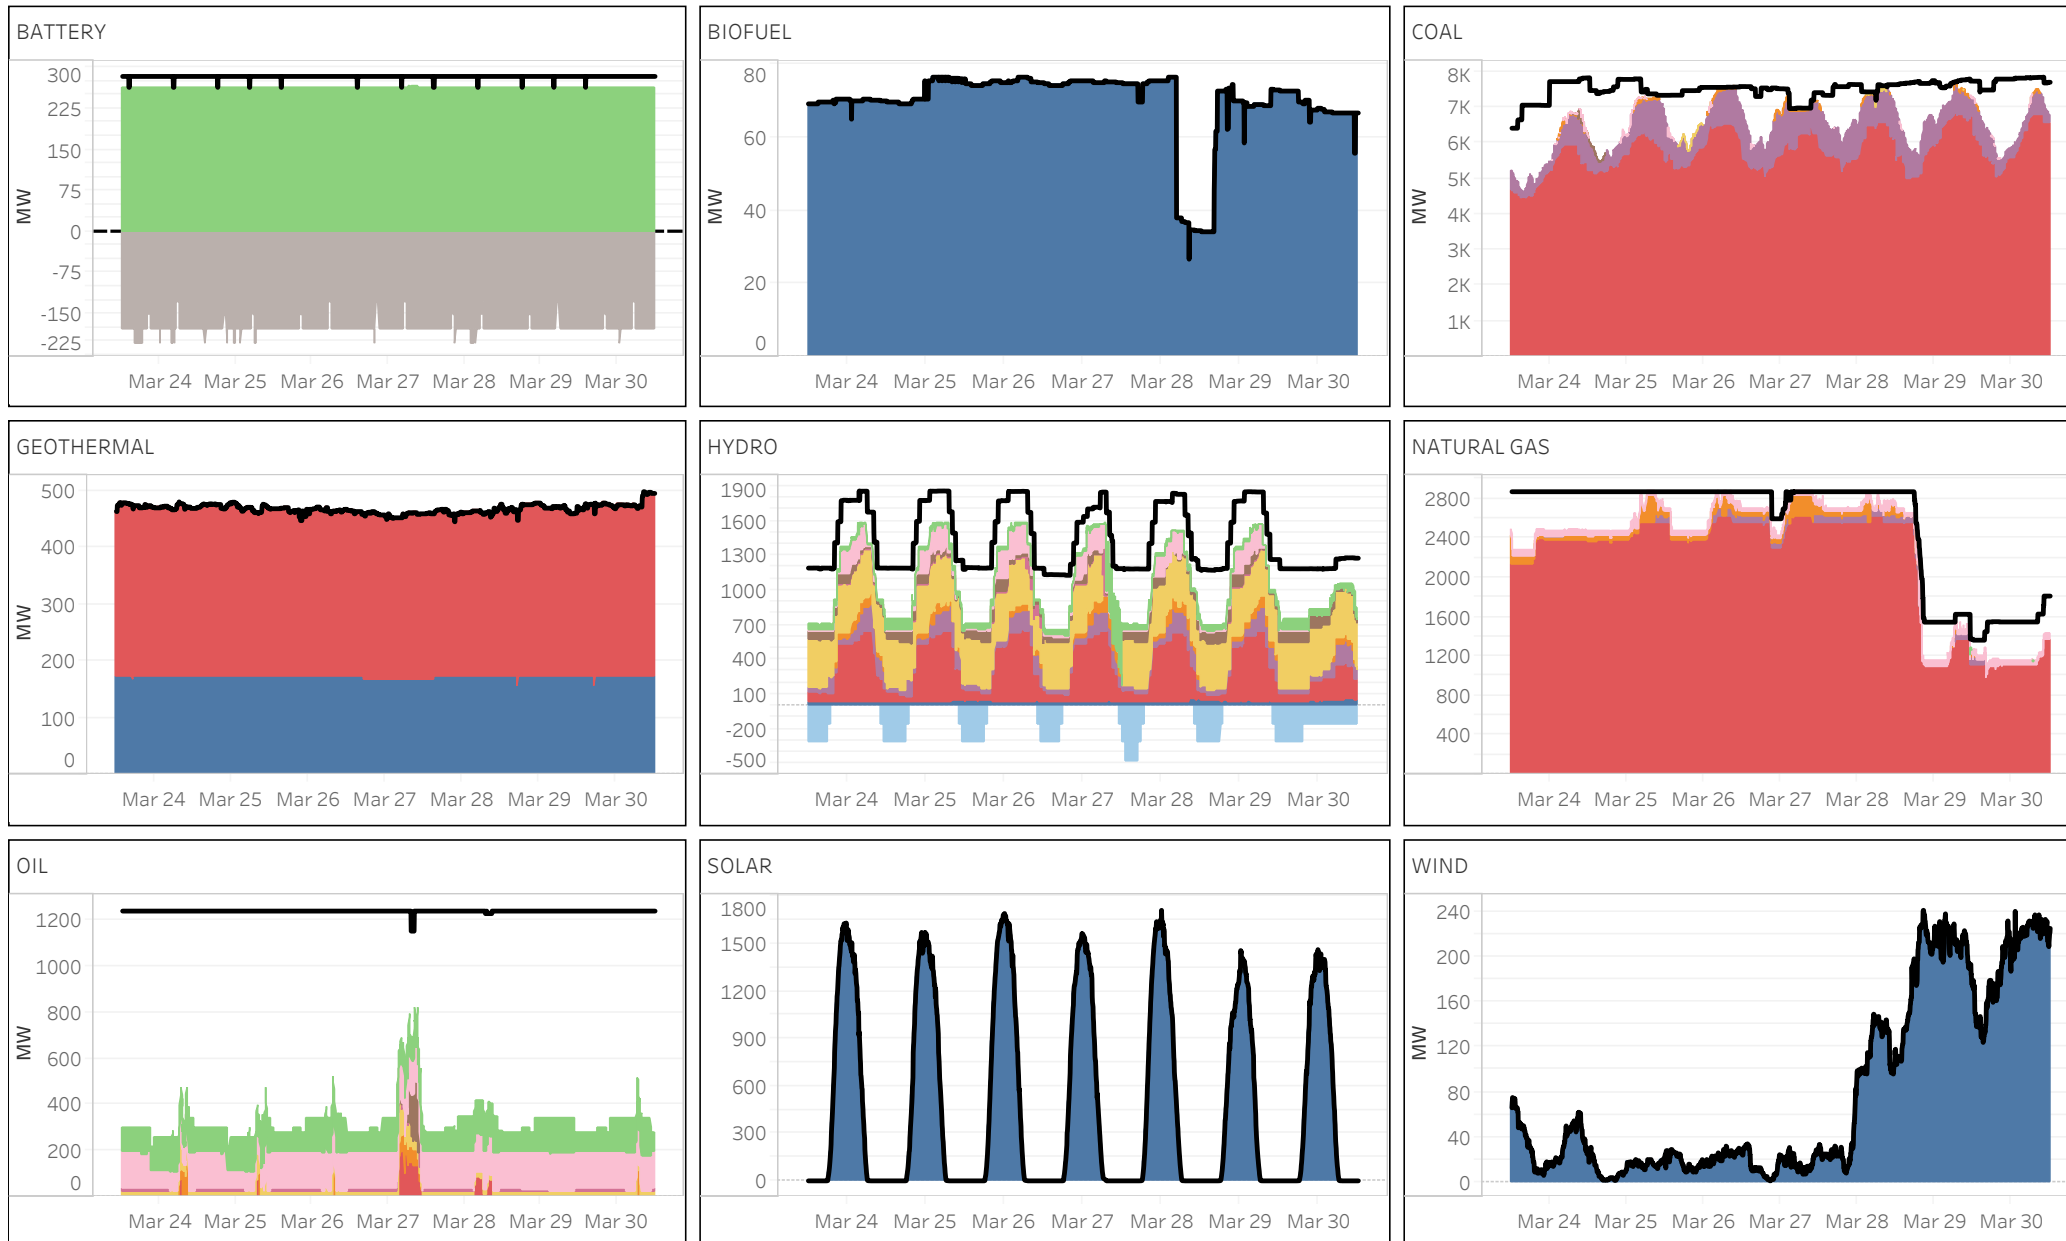 BATTERY
300
225
150
75
0
-75
-150
-225
MW
Mar 24 Mar 25 Mar 26 Mar 27 Mar 28 Mar 29 Mar 30
BIOFUEL
80
60
40
20
0
MW
Mar 24 Mar 25 Mar 26 Mar 27 Mar 28 Mar 29 Mar 30
COAL
8K
7K
6K
5K
4K
3K
2K
1K
MW
Mar 24 Mar 25 Mar 26 Mar 27 Mar 28 Mar 29 Mar 30
GEOTHERMAL
500
400
300
200
100
0
MW
Mar 24 Mar 25 Mar 26 Mar 27 Mar 28 Mar 29 Mar 30
HYDRO
1900
1600
1300
1000
700
400
100
-200
-500
Mar 24 Mar 25 Mar 26 Mar 27 Mar 28 Mar 29 Mar 30
NATURAL GAS
2800
2400
2000
1600
1200
800
400
Mar 24 Mar 25 Mar 26 Mar 27 Mar 28 Mar 29 Mar 30
OIL
1200
1000
800
600
400
200
0
MW
Mar 24 Mar 25 Mar 26 Mar 27 Mar 28 Mar 29 Mar 30
SOLAR
1800
1500
1200
900
600
300
0
Mar 24 Mar 25 Mar 26 Mar 27 Mar 28 Mar 29 Mar 30
WIND
240
200
160
120
80
40
0
MW
Mar 24 Mar 25 Mar 26 Mar 27 Mar 28 Mar 29 Mar 30